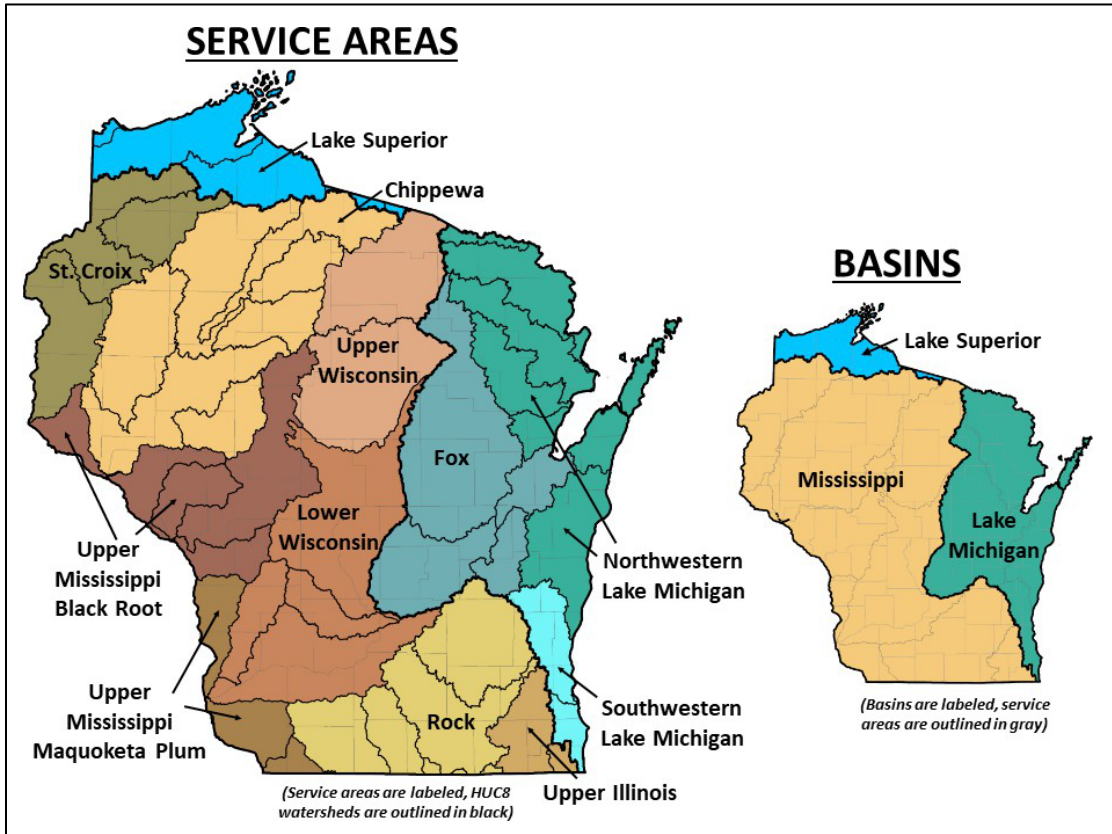 SERVICE AREAS
Lake Superior
Chippewa
St. Croix
Upper
Wisconsin
Fox
Lower
Wisconsin
Upper
Mississippi
Black Root
Northwestern
Lake Michigan
Upper
Mississippi
Maquoketa Plum
Rock
Southwestern
Lake Michigan
Upper Illinois
(Service areas are labeled, HUC8
watersheds are outlined in black)
BASINS
Lake Superior
Mississippi
Lake
Michigan
(Basins are labeled, service
areas are outlined in gray)